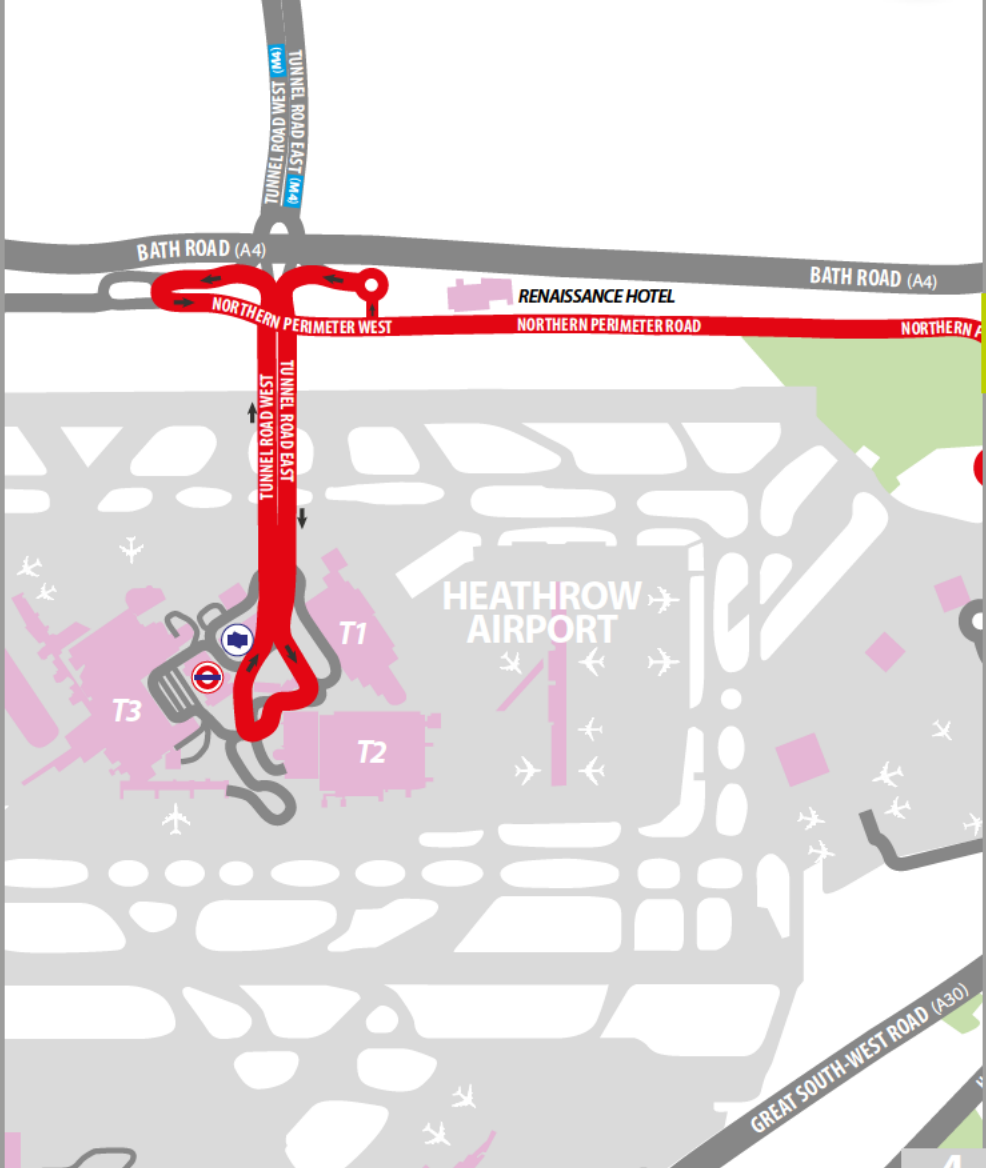 TUNNEL ROAD WEST (M4)
TUNNEL ROAD EAST (M4)
BATH ROAD (A4)
BATH ROAD (A4)
RENAISSANCE HOTEL
NORTHERN PERIMETER WEST
NORTHERN PERIMETER ROAD
NORTHERN
TUNNEL ROAD WEST
TUNNEL ROAD EAST
HEATHROW
AIRPORT
T1
T3
T2
GREAT SOUTH-WEST ROAD (A30)